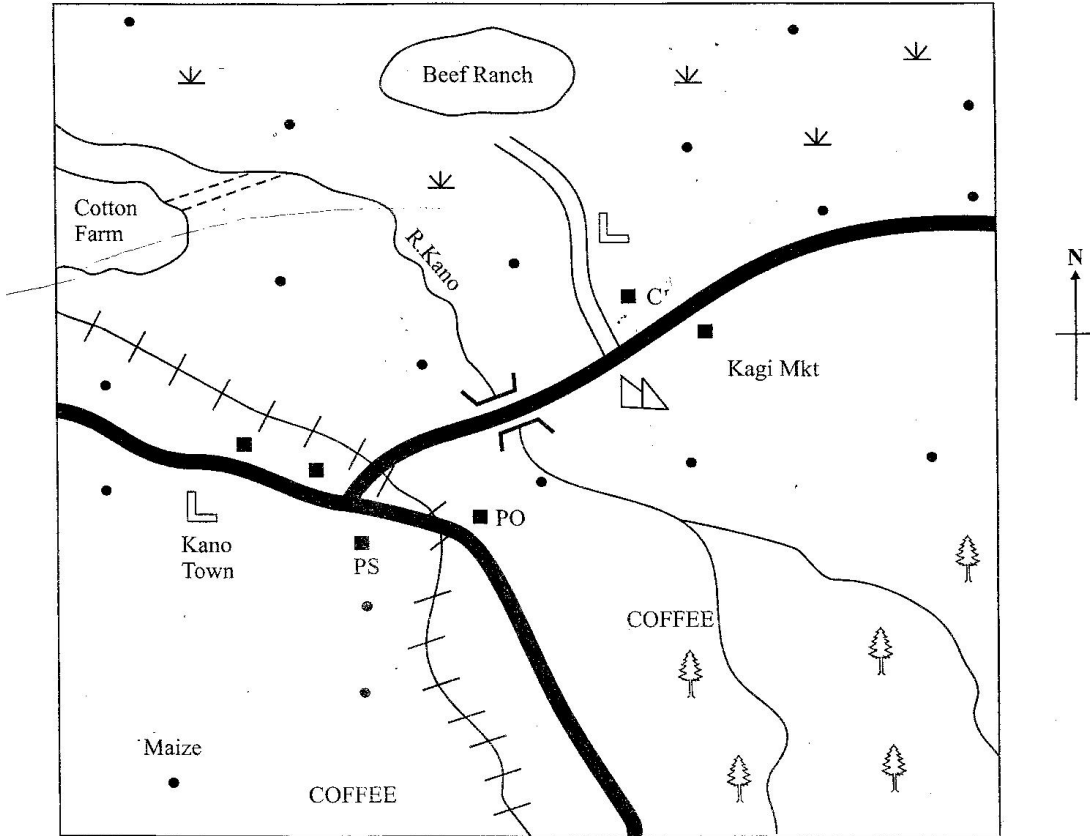 Beef Ranch
Cotton
Farm
R.Kano
N
C
Kagi Mkt
PO
Kano
Town
PS
COFFEE
Maize
COFFEE